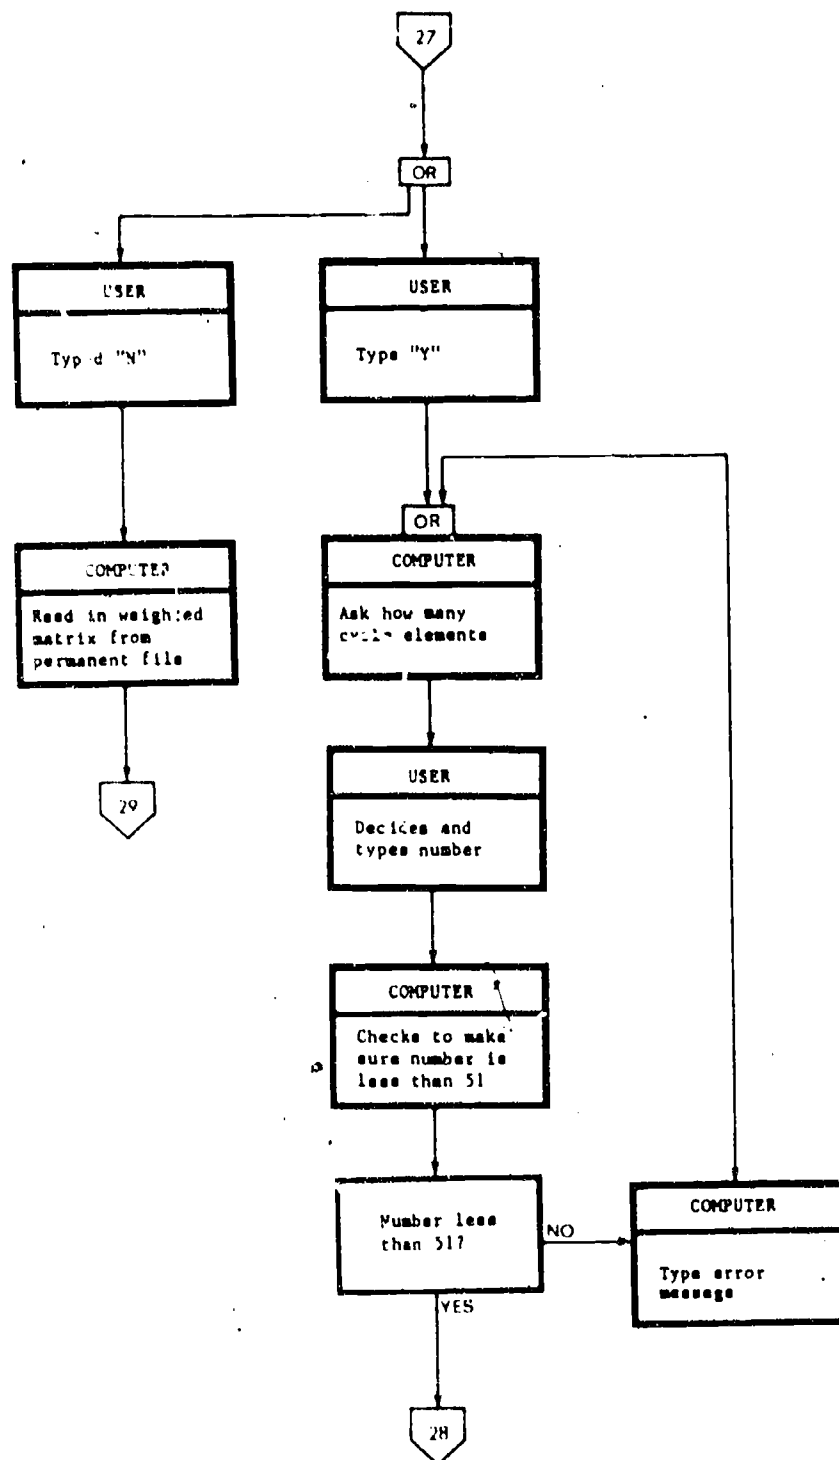 27
OR
USER
USER
Typed "N"
Type "Y"
OR
COMPUTER
COMPUTER
Read in weighted
matrix from
permanent file
Ask how many
cycle elements
USER
29
Decides and
types number
COMPUTER
Checks to make
sure number is
less than 51
COMPUTER
Number less
than 51?
NO
Type error
message
YES
28